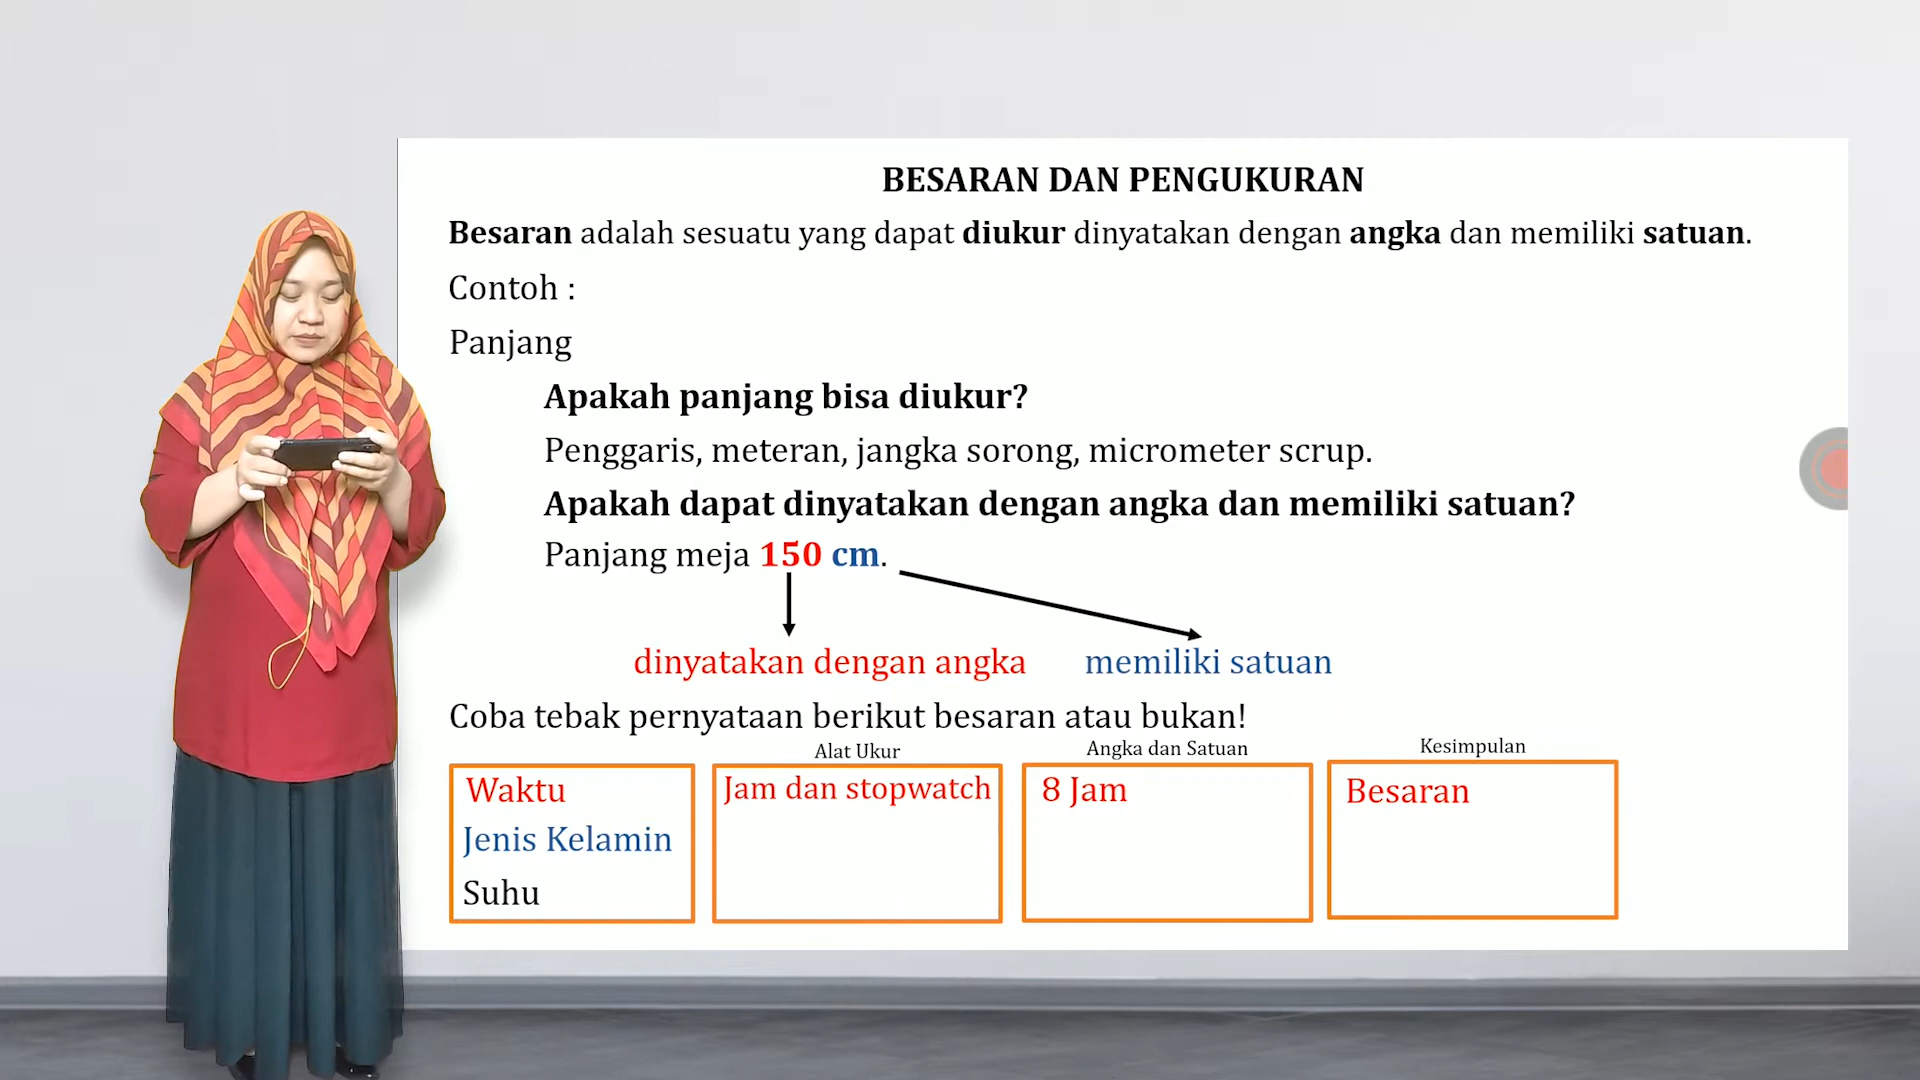 BESARAN DAN PENGUKURAN
Besaran adalah sesuatu yang dapat diukur dinyatakan dengan angka dan memiliki satuan.
Contoh :
Panjang
Apakah panjang bisa diukur?
Penggaris, meteran, jangka sorong, micrometer scrup.
Apakah dapat dinyatakan dengan angka dan memiliki satuan?
Panjang meja 150 cm.
dinyatakan dengan angka memiliki satuan
Coba tebak pernyataan berikut besaran atau bukan!
Alat Ukur Angka dan Satuan Kesimpulan
Waktu Jam dan stopwatch 8 Jam Besaran
Jenis Kelamin
Suhu